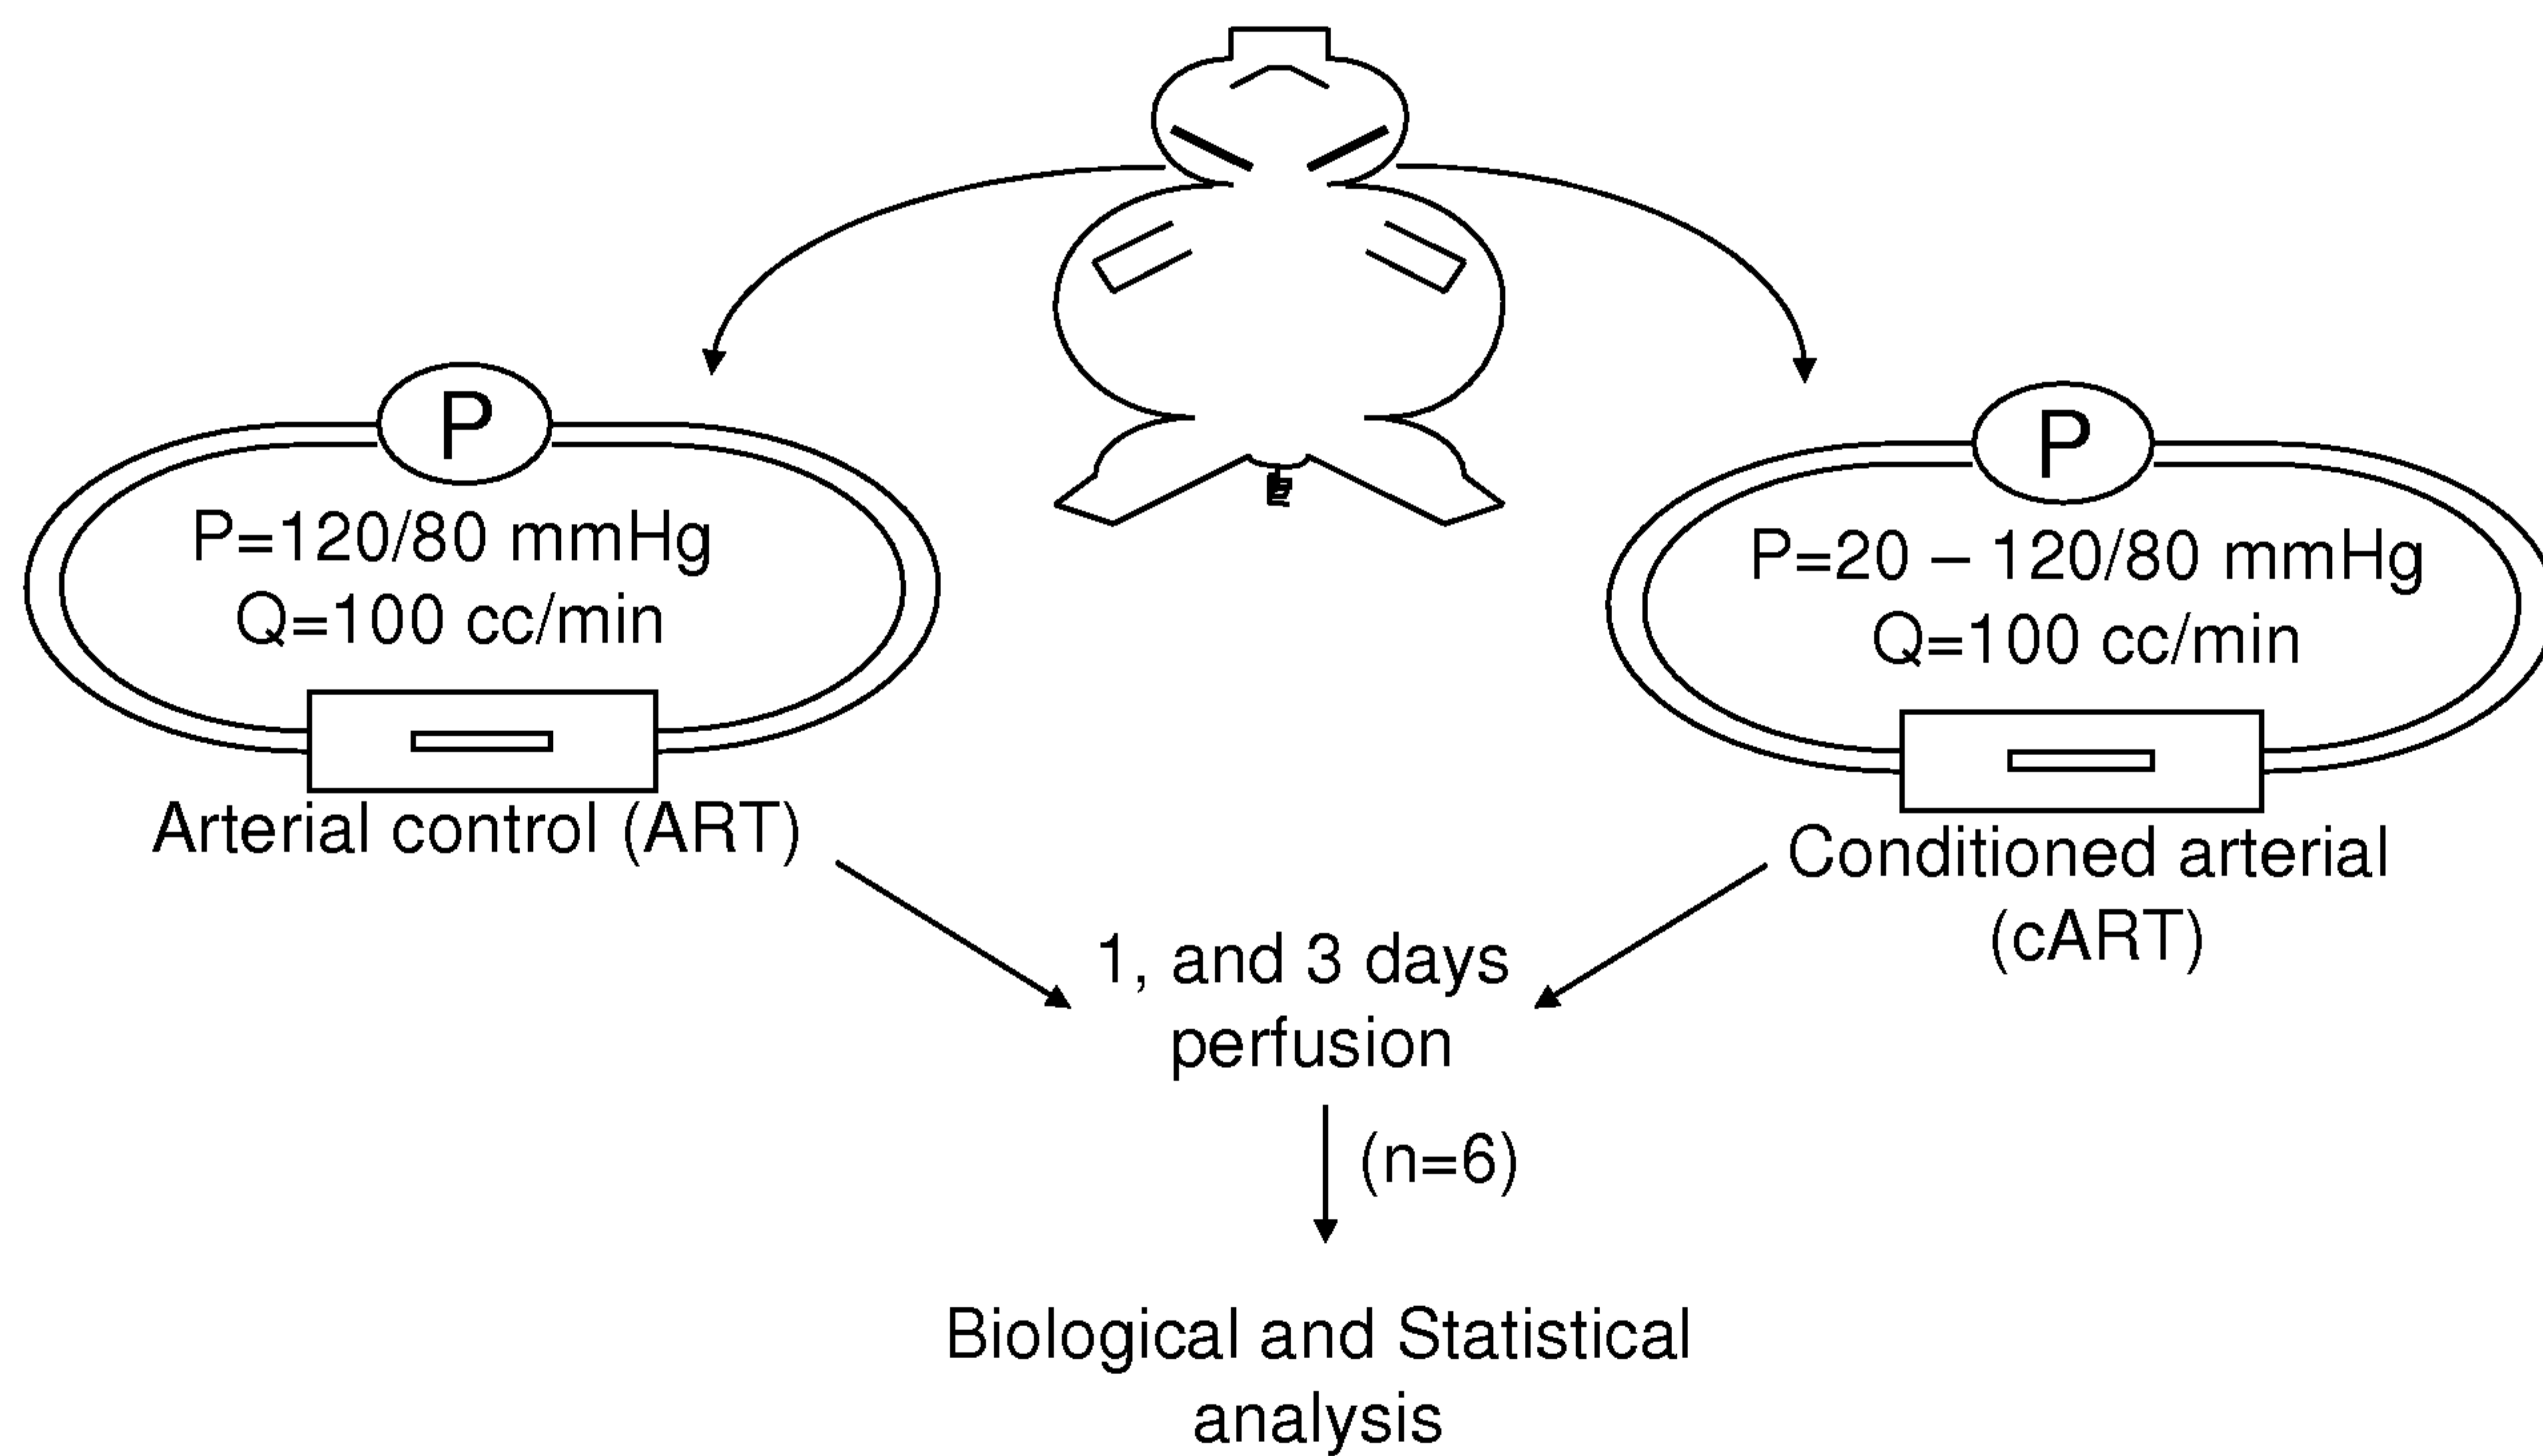 P
P=120/80 mmHg
Q=100 cc/min
Arterial control (ART)
P
P=20 – 120/80 mmHg
Q=100 cc/min
Conditioned arterial
(cART)
1, and 3 days
perfusion
(n=6)
Biological and Statistical
analysis